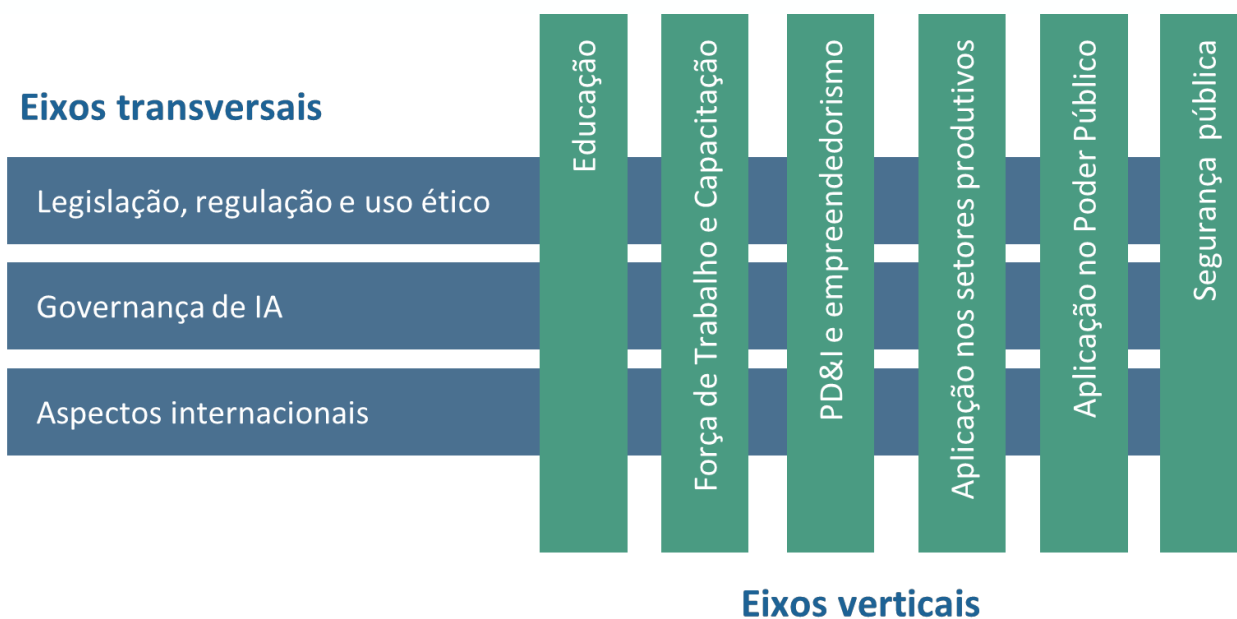 Eixos transversais
Legislação, regulação e uso ético
Governança de IA
Aspectos internacionais
Educação
Força de Trabalho e Capacitação
PD&I e empreendedorismo
Aplicação nos setores produtivos
Aplicação no Poder Público
Segurança pública
Eixos verticais